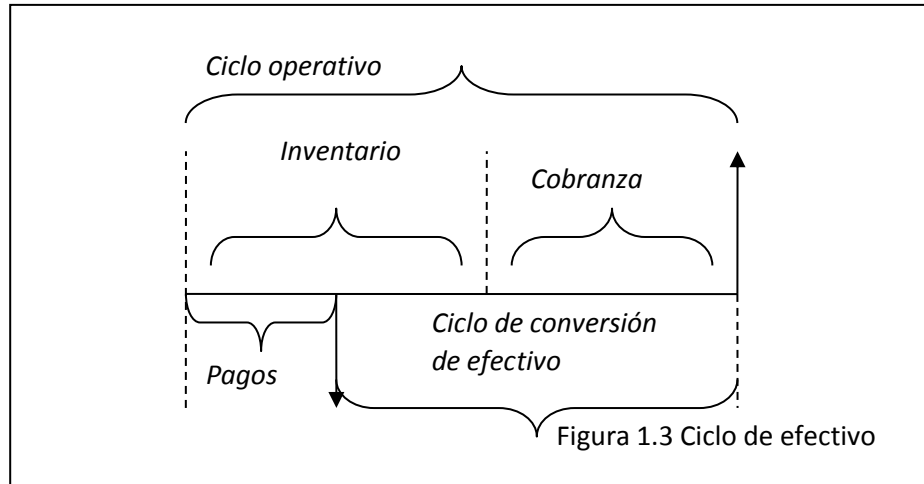 Ciclo operativo
Inventario
Cobranza
Ciclo de conversión
de efectivo
Pagos
Figura 1.3 Ciclo de efectivo